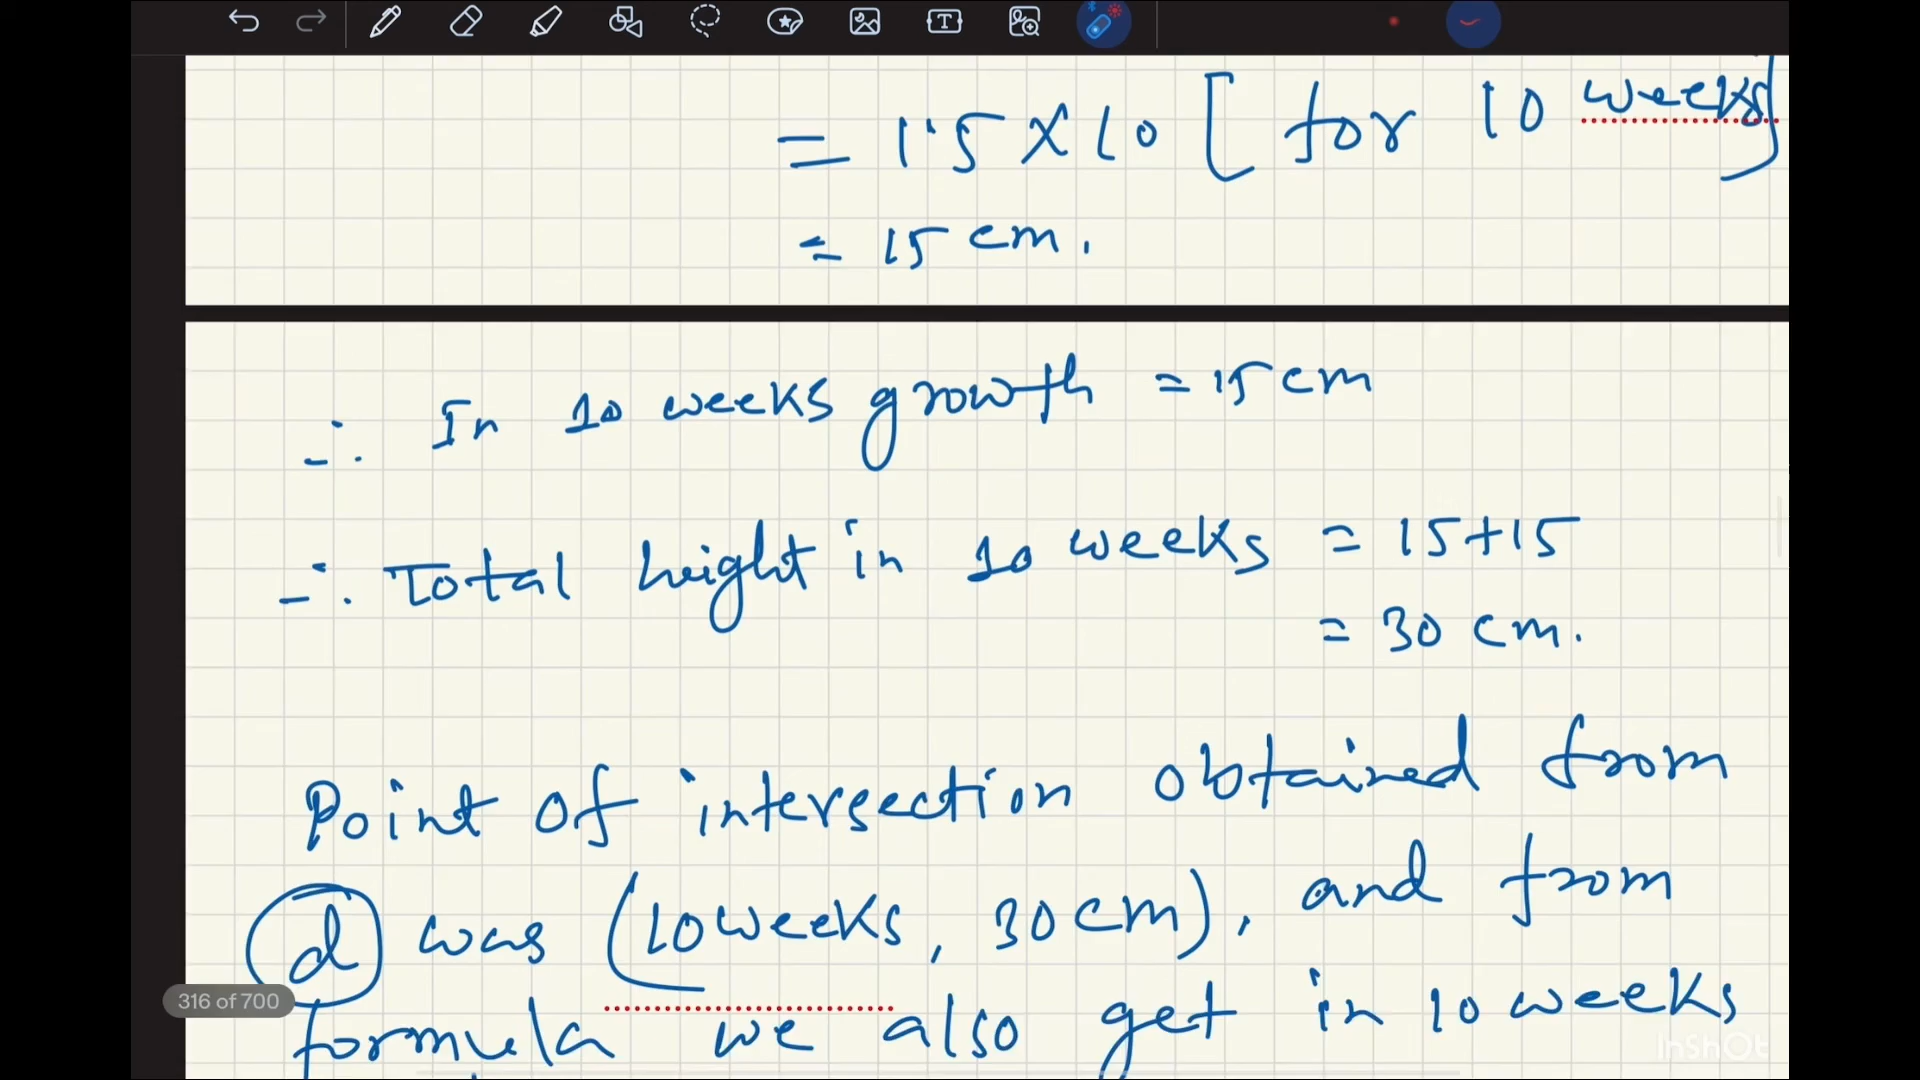 = 1.5 X 10 [ for 10 weeks]
= 15 cm.
∴ In 10 weeks growth = 15 cm
∴ Total height in 10 weeks = 15+15
= 30 cm.
Point of intersection obtained from
d was (10 weeks, 30 cm), and from
formula we also get in 10 weeks
316 of 700
InShOt